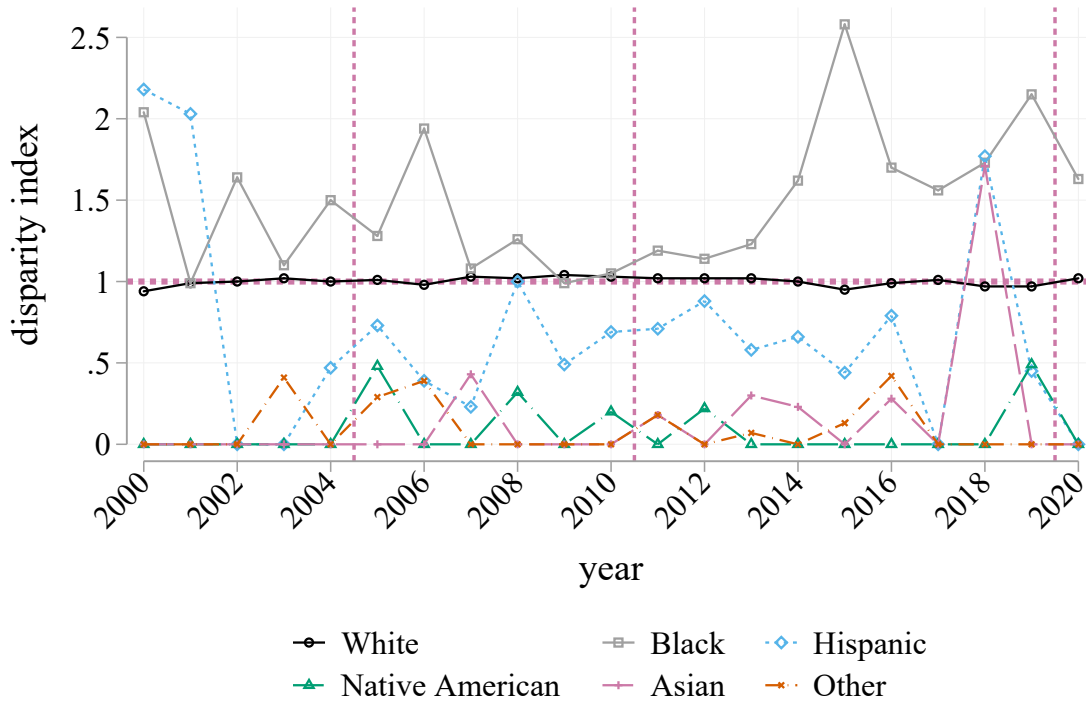 disparity index
2.5
2
1.5
1
.5
0
2000 2002 2004 2006 2008 2010 2012 2014 2016 2018 2020
year
White Black Hispanic
Native American Asian Other